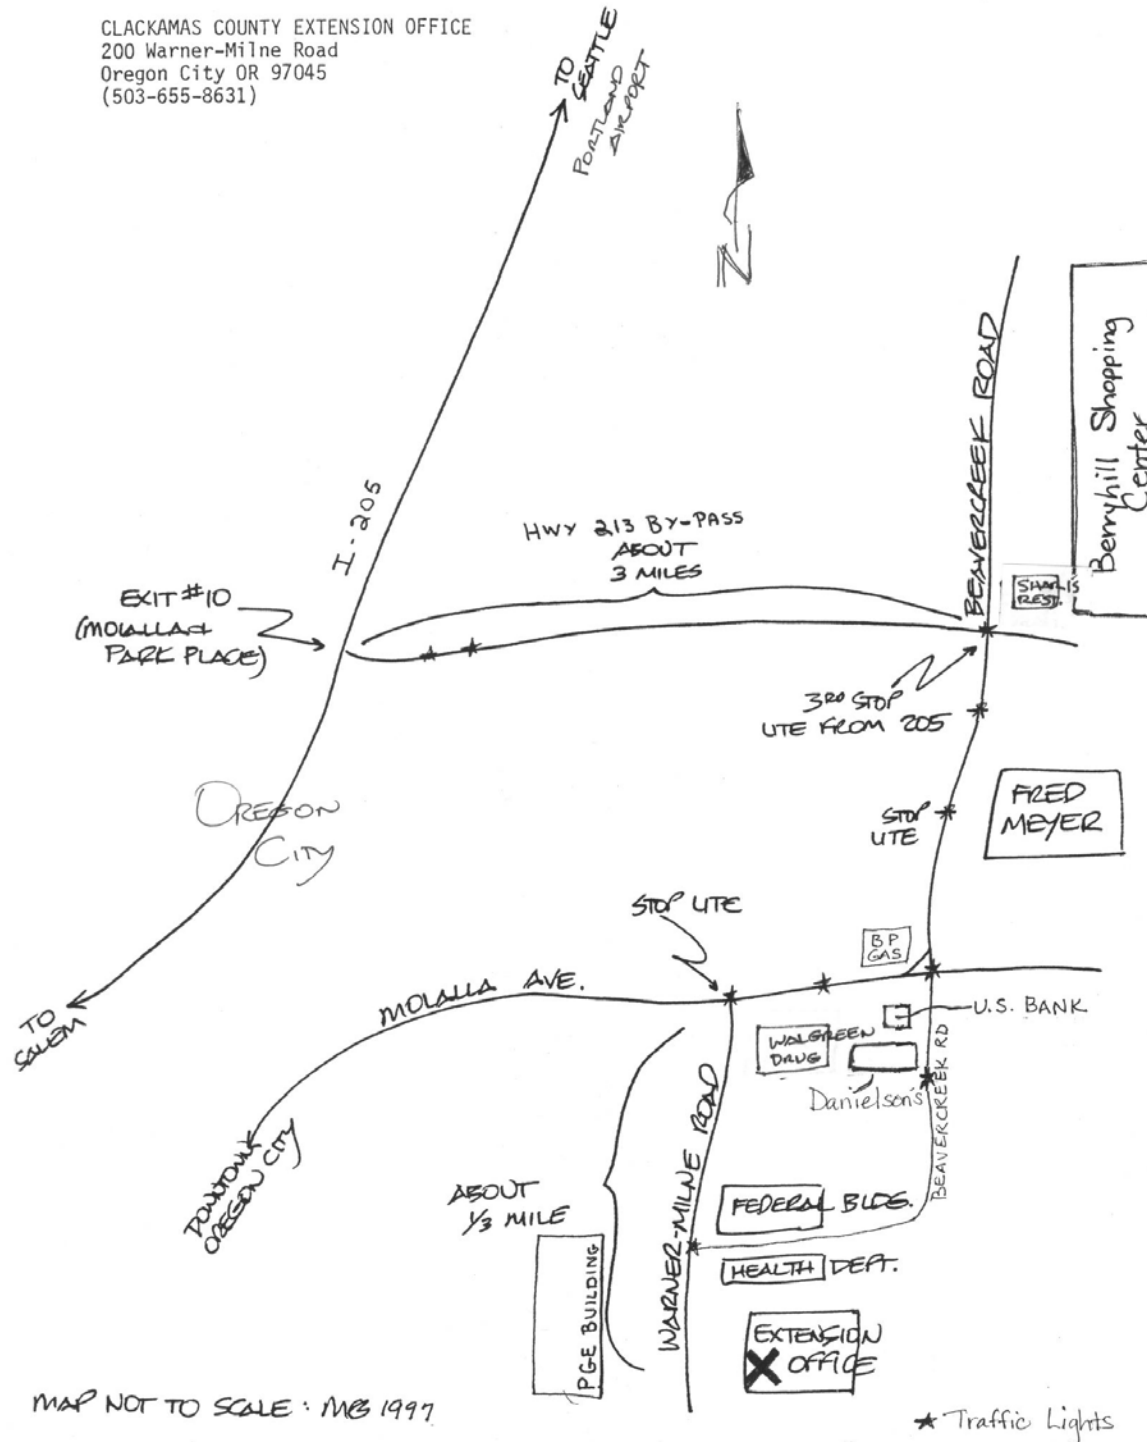 CLACKAMAS COUNTY EXTENSION OFFICE
200 Warner-Milne Road
Oregon City OR 97045
(503-655-8631)
TO
SEATTLE
PORTLAND
AIRPORT
N
BEAVERCREEK ROAD
Berryhill Shopping
Center
I-205
HWY 213 BY-PASS
ABOUT
3 MILES
SHARI'S
REST.
EXIT #10
(MOLALLA
PARK PLACE)
3RD STOP
LITE FROM 205
OREGON
CITY
STOP
LITE
FRED
MEYER
STOP LITE
BP
GAS
MOLALLA AVE.
U.S. BANK
TO
SALEM
WALGREEN
DRUG
Danielson's
BEAVERCREEK RD
DOWNTOWN
OREGON CITY
ABOUT
1/3 MILE
WARNER-MILNE ROAD
FEDERAL BLDG.
HEALTH DEPT.
PGE BUILDING
EXTENSION
X OFFICE
MAP NOT TO SCALE: MBG 1997
★ Traffic Lights